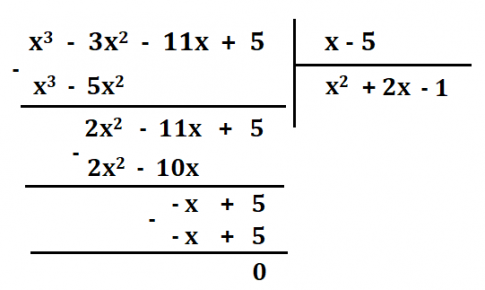 x³ - 3x² - 11x + 5 x - 5
- x³ - 5x² x² + 2x - 1
2x² - 11x + 5
- 2x² - 10x
- x + 5
- - x + 5
0